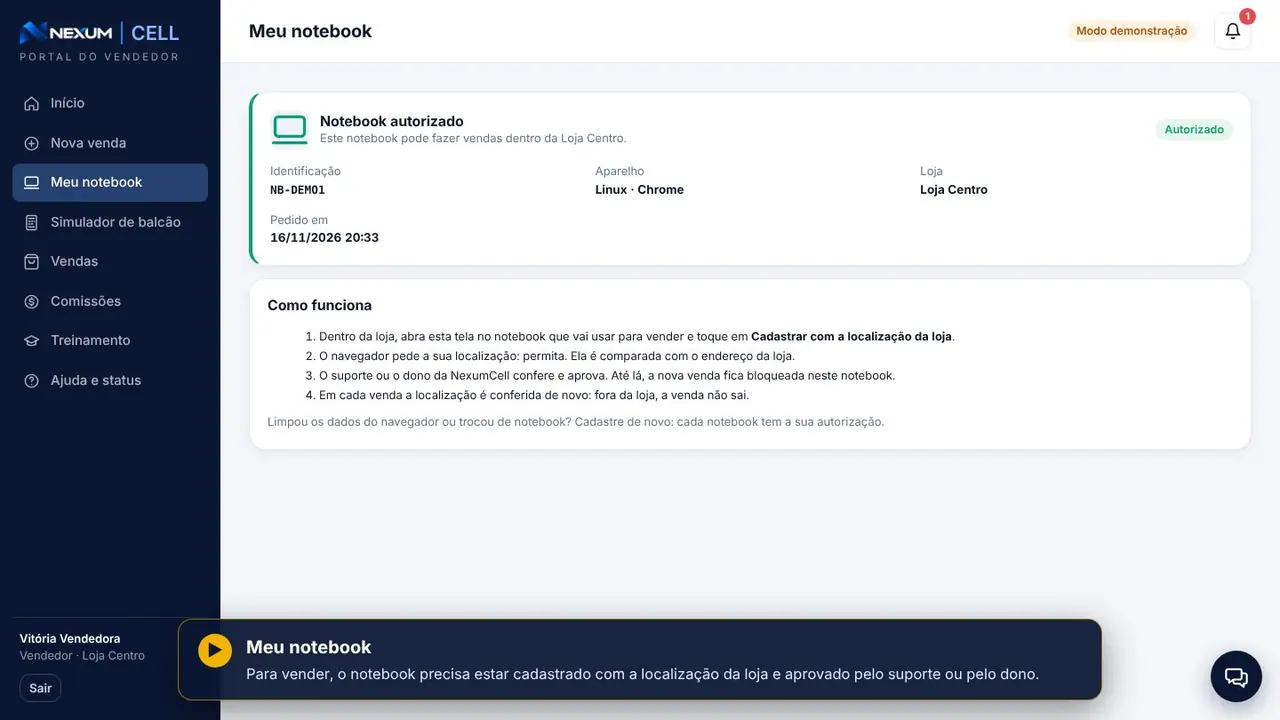 NEXUM | CELL
PORTAL DO VENDEDOR
Início
Nova venda
Meu notebook
Simulador de balcão
Vendas
Comissões
Treinamento
Ajuda e status
Vitória Vendedora
Vendedor · Loja Centro
Sair
Meu notebook
Modo demonstração
1
Notebook autorizado
Este notebook pode fazer vendas dentro da Loja Centro.
Autorizado
Identificação
NB-DEMO1
Aparelho
Linux · Chrome
Loja
Loja Centro
Pedido em
16/11/2026 20:33
Como funciona
1. Dentro da loja, abra esta tela no notebook que vai usar para vender e toque em Cadastrar com a localização da loja.
2. O navegador pede a sua localização: permita. Ela é comparada com o endereço da loja.
3. O suporte ou o dono da NexumCell confere e aprova. Até lá, a nova venda fica bloqueada neste notebook.
4. Em cada venda a localização é conferida de novo: fora da loja, a venda não sai.
Limpou os dados do navegador ou trocou de notebook? Cadastre de novo: cada notebook tem a sua autorização.
Meu notebook
Para vender, o notebook precisa estar cadastrado com a localização da loja e aprovado pelo suporte ou pelo dono.